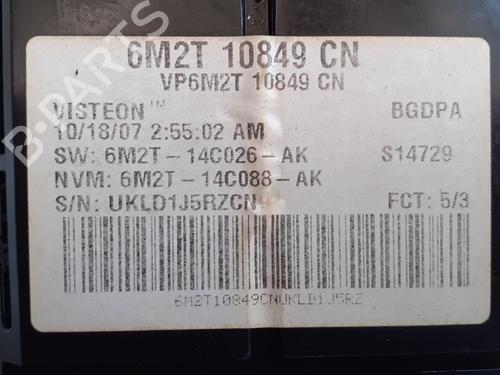 6M2T 10849 CN
VP6M2T 10849 CN
VISTEON™ BGDPA
10/18/07 2:55:02 AM
SW: 6M2T-14C026-AK S14729
NVM: 6M2T-14C088-AK
S/N: UKLD1J5RZCN FCT: 5/3
6M2T10849CNUKLD1J5RZ
B-PARTS